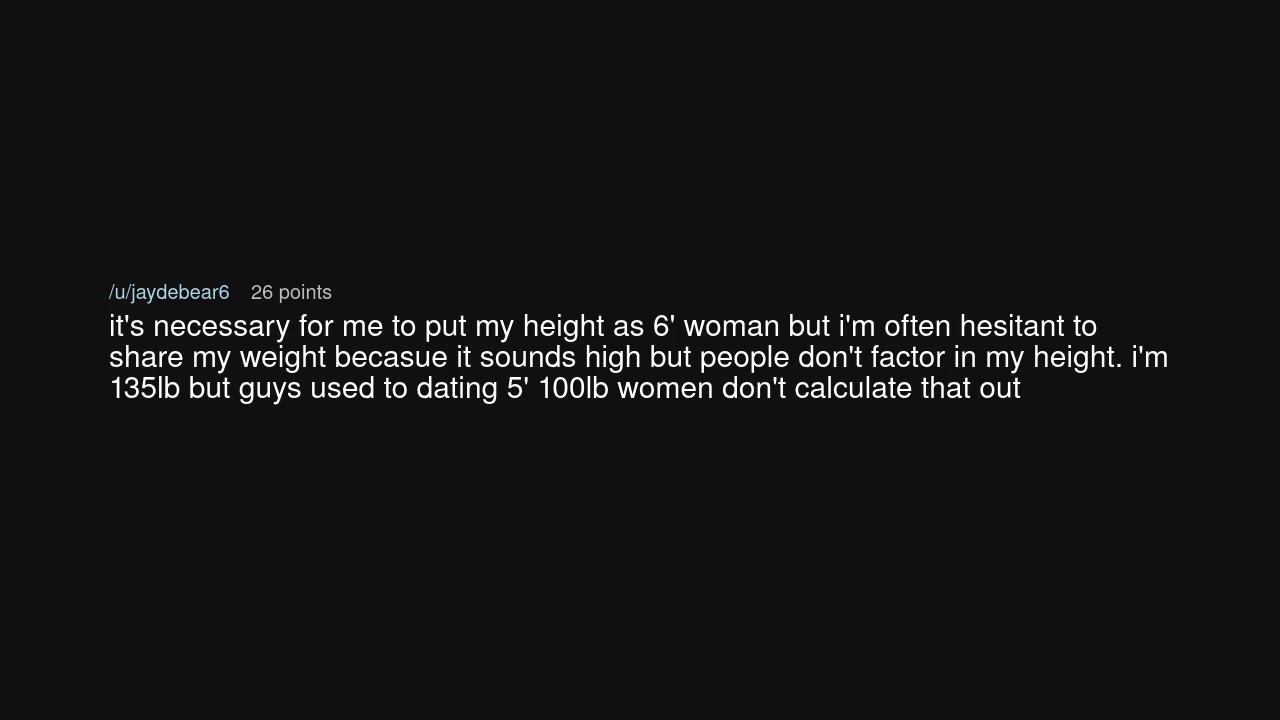 /u/jaydebear6 26 points
it's necessary for me to put my height as 6' woman but i'm often hesitant to
share my weight becasue it sounds high but people don't factor in my height. i'm
135lb but guys used to dating 5' 100lb women don't calculate that out